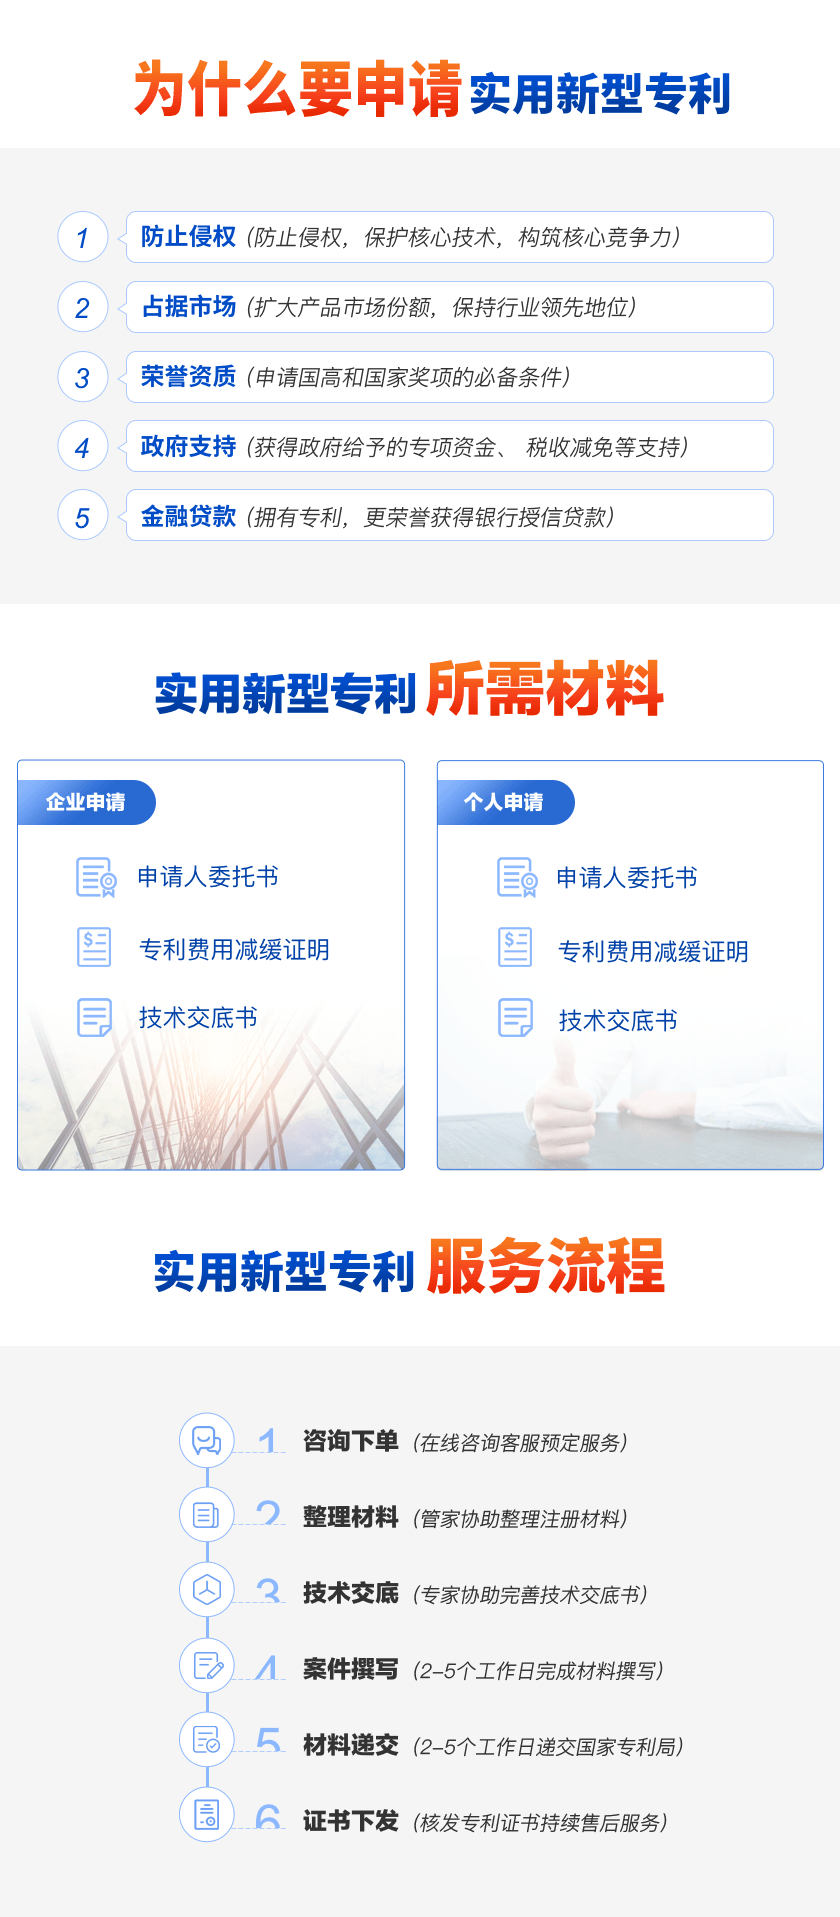 为什么要申请实用新型专利
1 防止侵权 (防止侵权，保护核心技术，构筑核心竞争力)
2 占据市场 (扩大产品市场份额，保持行业领先地位)
3 荣誉资质 (申请国高和国家奖项的必备条件)
4 政府支持 (获得政府给予的专项资金、 税收减免等支持)
5 金融贷款 (拥有专利，更荣誉获得银行授信贷款)
实用新型专利 所需材料
企业申请
申请人委托书
专利费用减缓证明
技术交底书
个人申请
申请人委托书
专利费用减缓证明
技术交底书
实用新型专利 服务流程
1 咨询下单 (在线咨询客服预定服务)
2 整理材料 (管家协助整理注册材料)
3 技术交底 (专家协助完善技术交底书)
4 案件撰写 (2-5个工作日完成材料撰写)
5 材料递交 (2-5个工作日递交国家专利局)
6 证书下发 (核发专利证书持续售后服务)